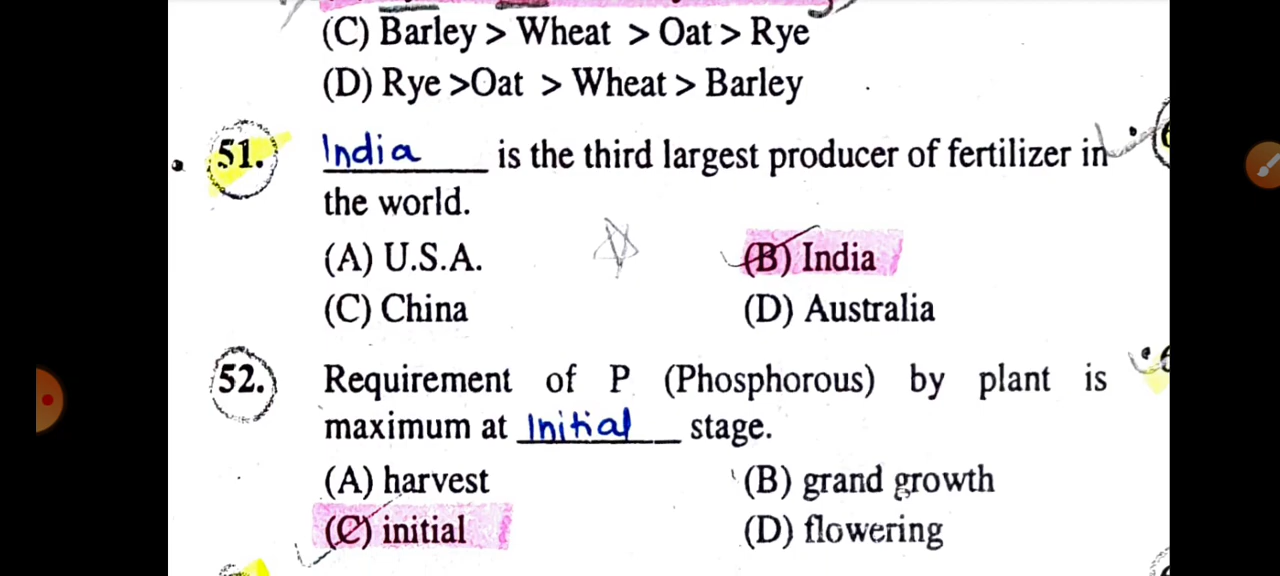 (C) Barley > Wheat > Oat > Rye
(D) Rye >Oat > Wheat > Barley
51. India is the third largest producer of fertilizer in
the world.
(A) U.S.A. (B) India
(C) China (D) Australia
52. Requirement of P (Phosphorous) by plant is
maximum at Initial stage.
(A) harvest (B) grand growth
(C) initial (D) flowering